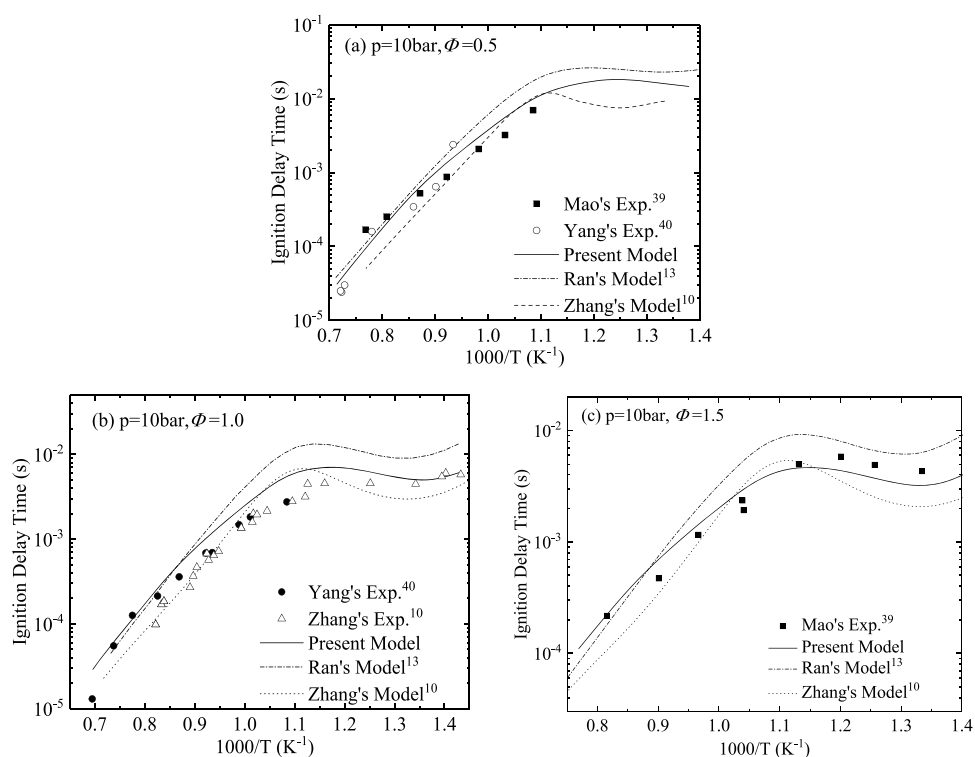 (a) p=10bar, Φ=0.5
Ignition Delay Time (s)
10⁻¹
10⁻²
10⁻³
10⁻⁴
10⁻⁵
Mao's Exp.³⁹
Yang's Exp.⁴⁰
Present Model
Ran's Model¹³
Zhang's Model¹⁰
0.7 0.8 0.9 1.0 1.1 1.2 1.3 1.4
1000/T (K⁻¹)
(b) p=10bar, Φ=1.0
Ignition Delay Time (s)
10⁻²
10⁻³
10⁻⁴
10⁻⁵
Yang's Exp.⁴⁰
Zhang's Exp.¹⁰
Present Model
Ran's Model¹³
Zhang's Model¹⁰
0.7 0.8 0.9 1.0 1.1 1.2 1.3 1.4
1000/T (K⁻¹)
(c) p=10bar, Φ=1.5
Ignition Delay Time (s)
10⁻²
10⁻³
10⁻⁴
Mao's Exp.³⁹
Present Model
Ran's Model¹³
Zhang's Model¹⁰
0.8 0.9 1.0 1.1 1.2 1.3 1.4
1000/T (K⁻¹)